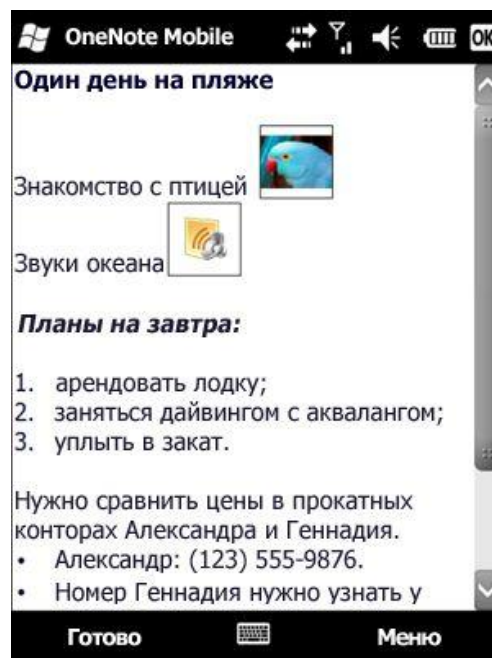 OneNote Mobile OK
Один день на пляже
Знакомство с птицей
Звуки океана
Планы на завтра:
1. арендовать лодку;
2. заняться дайвингом с аквалангом;
3. уплыть в закат.
Нужно сравнить цены в прокатных
конторах Александра и Геннадия.
• Александр: (123) 555-9876.
• Номер Геннадия нужно узнать у
Готово Меню